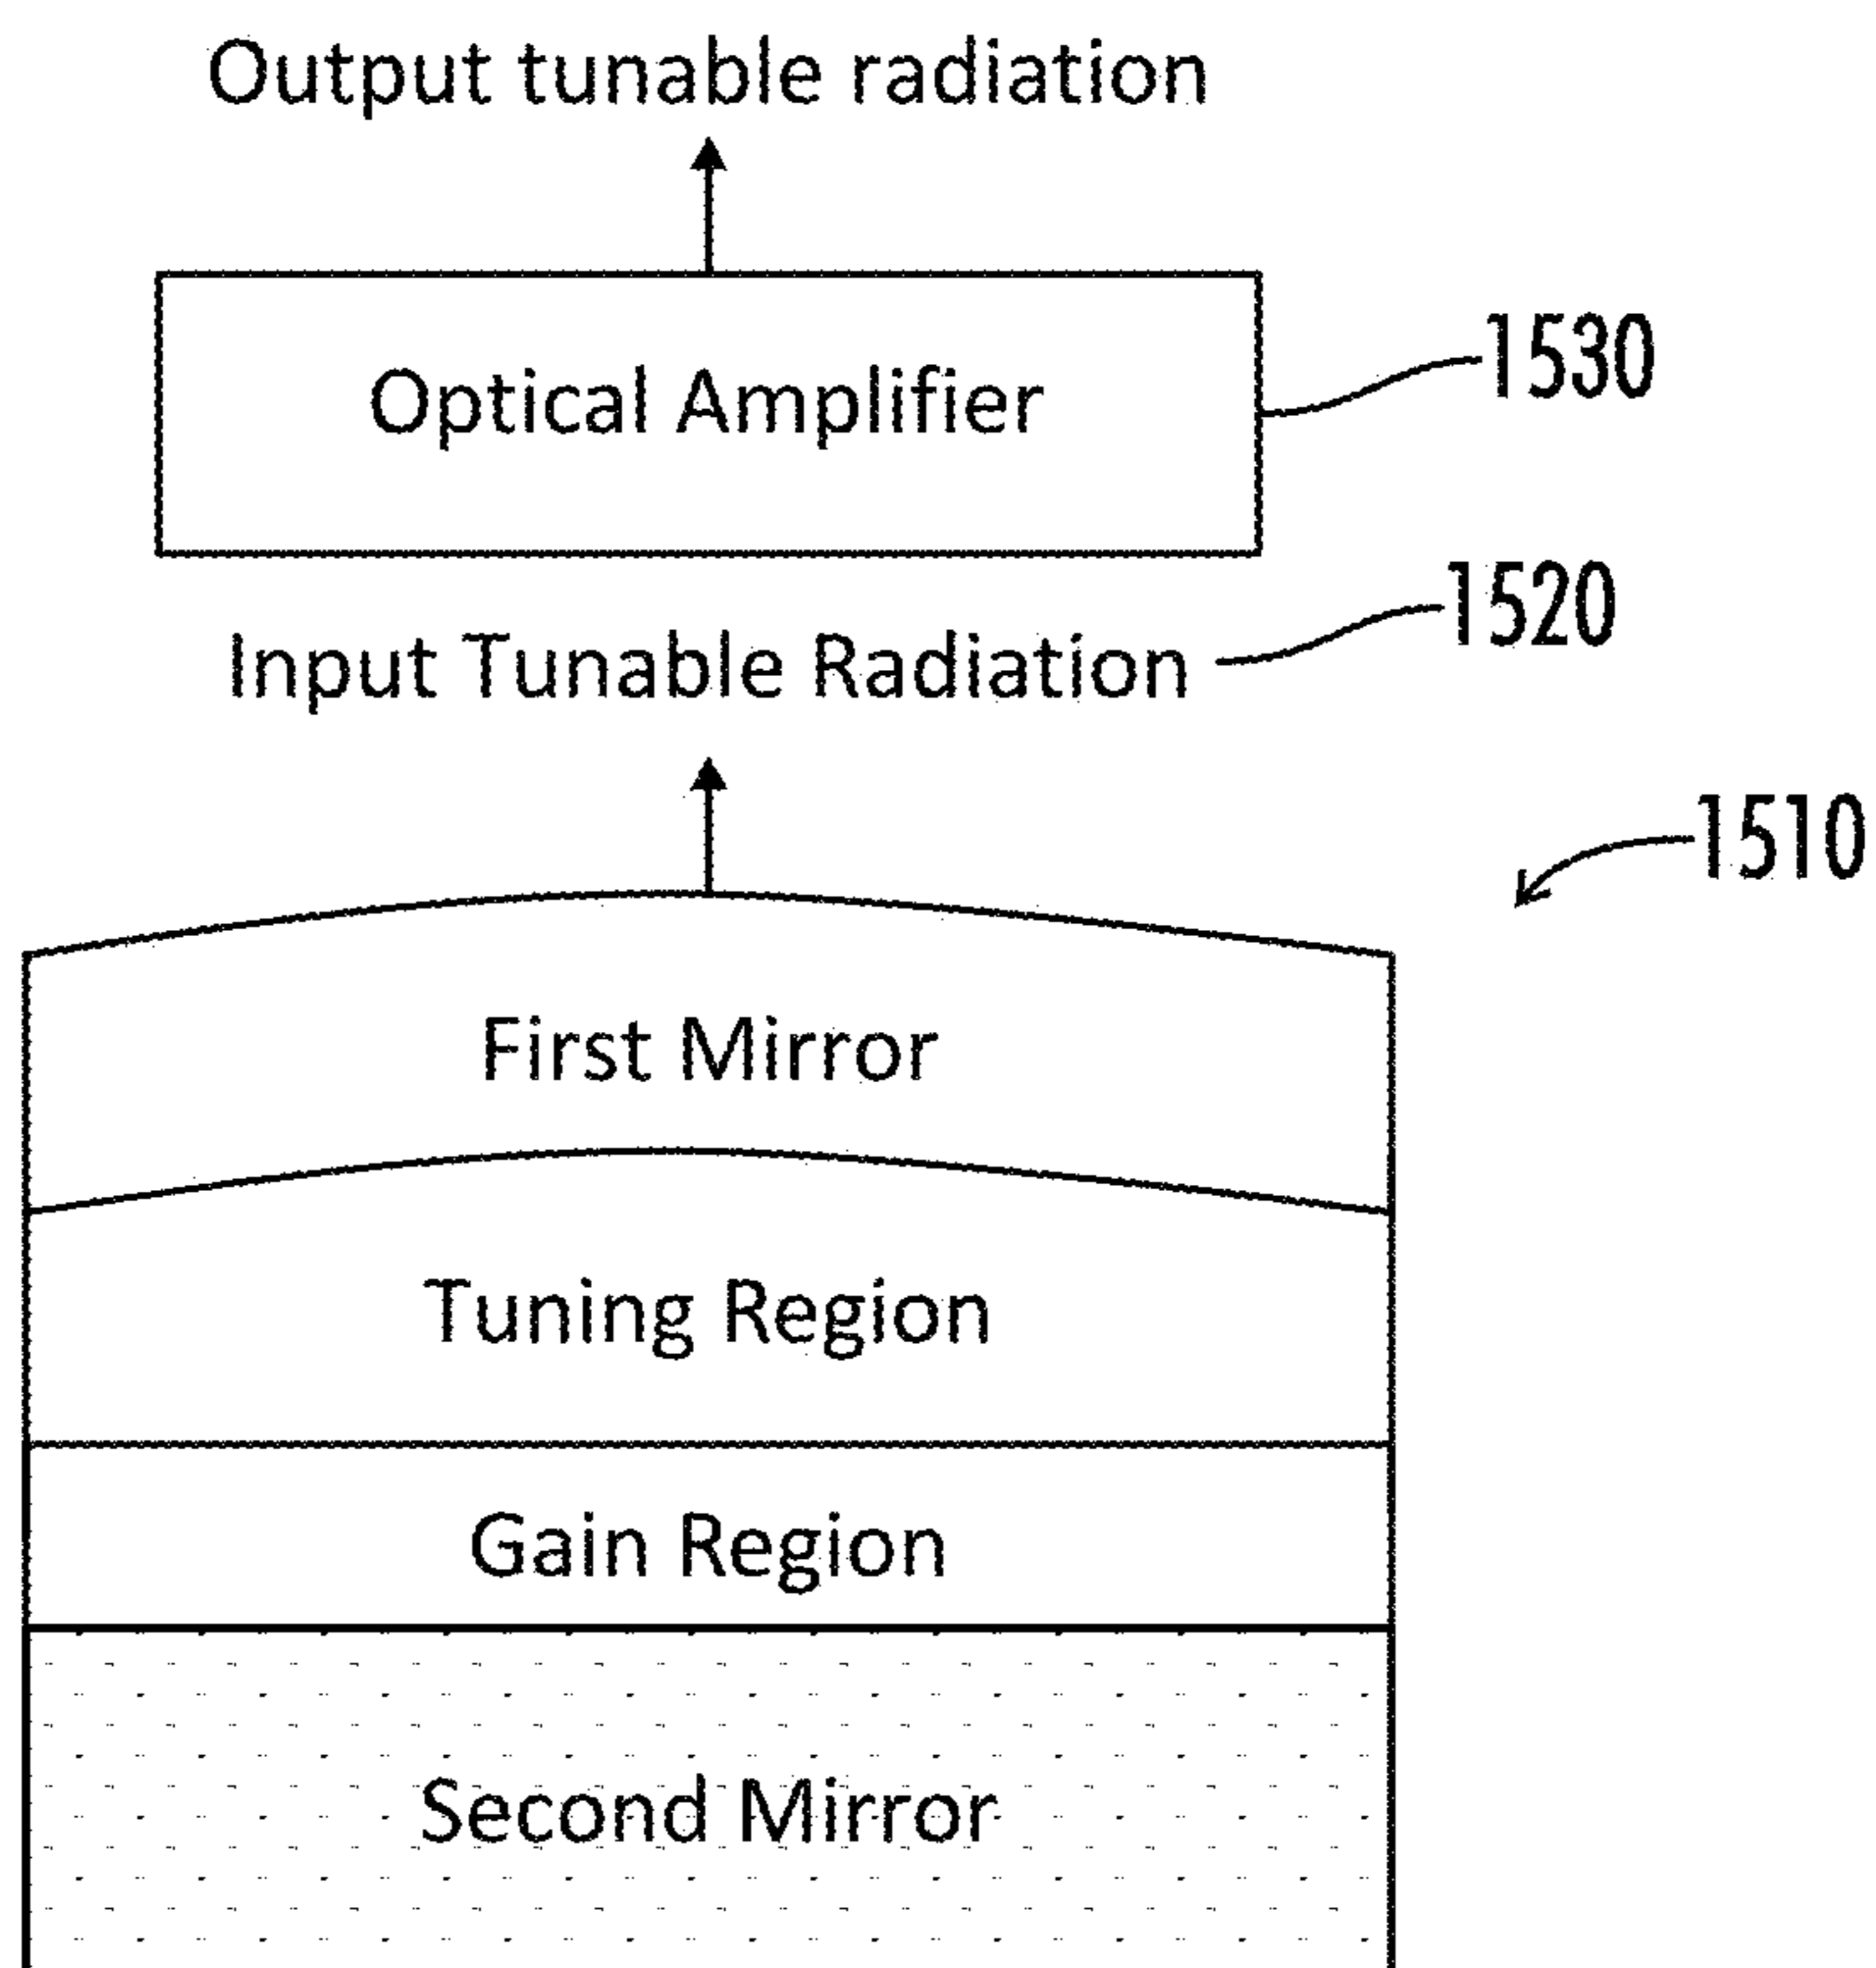 Output tunable radiation
Optical Amplifier
1530
Input Tunable Radiation
1520
1510
First Mirror
Tuning Region
Gain Region
Second Mirror